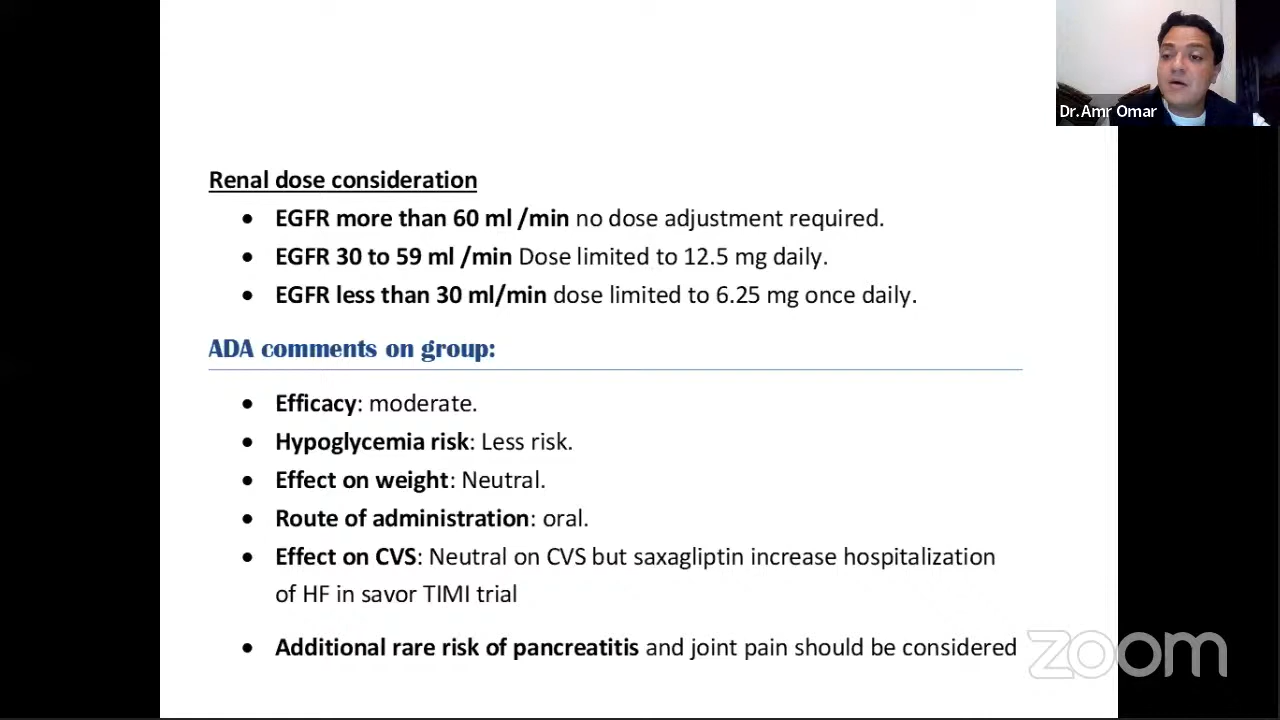 Dr.Amr Omar
Renal dose consideration
• EGFR more than 60 ml /min no dose adjustment required.
• EGFR 30 to 59 ml /min Dose limited to 12.5 mg daily.
• EGFR less than 30 ml/min dose limited to 6.25 mg once daily.
ADA comments on group:
• Efficacy: moderate.
• Hypoglycemia risk: Less risk.
• Effect on weight: Neutral.
• Route of administration: oral.
• Effect on CVS: Neutral on CVS but saxagliptin increase hospitalization
of HF in savor TIMI trial
• Additional rare risk of pancreatitis and joint pain should be considered
zoom